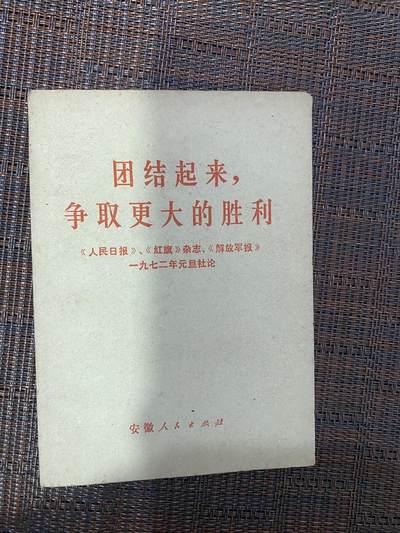 团结起来，
争取更大的胜利
《人民日报》、《红旗》杂志、《解放军报》
一九七二年元旦社论
安徽人民出版社